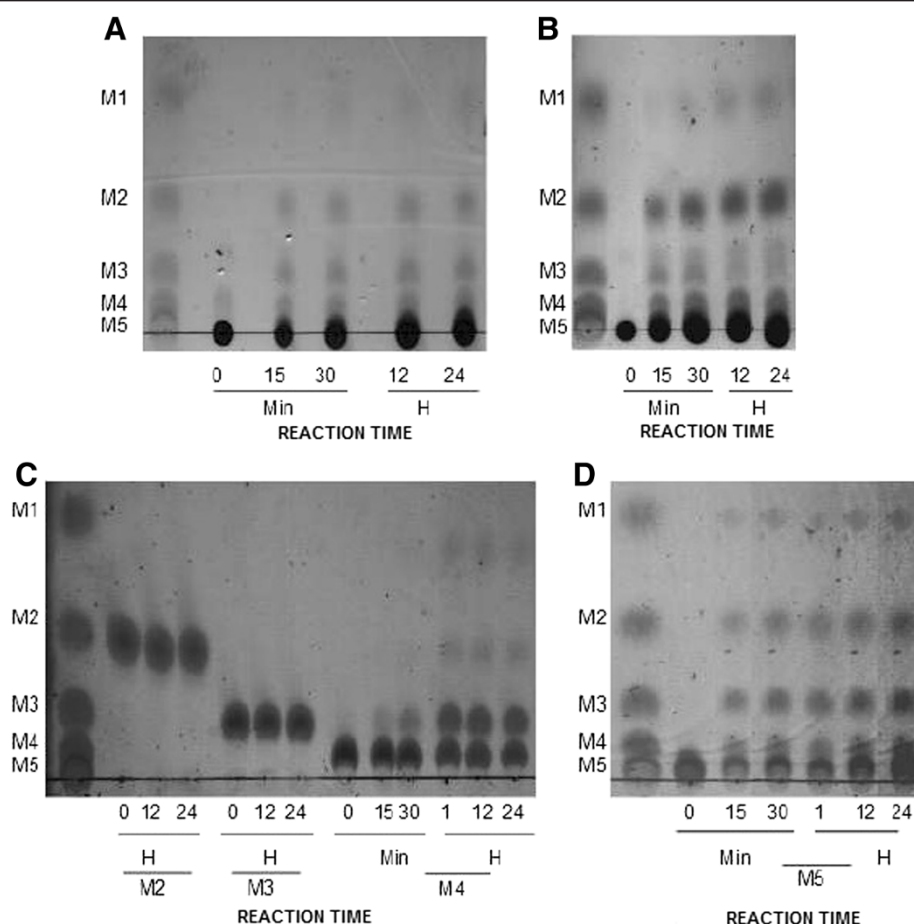 A
M1
M2
M3
M4
M5
0 15 30 12 24
Min H
REACTION TIME
B
M1
M2
M3
M4
M5
0 15 30 12 24
Min H
REACTION TIME
C
M1
M2
M3
M4
M5
0 12 24 0 12 24 0 15 30 1 12 24
H H Min H
M2 M3 M4
REACTION TIME
D
M1
M2
M3
M4
M5
0 15 30 1 12 24
Min H
M5
REACTION TIME